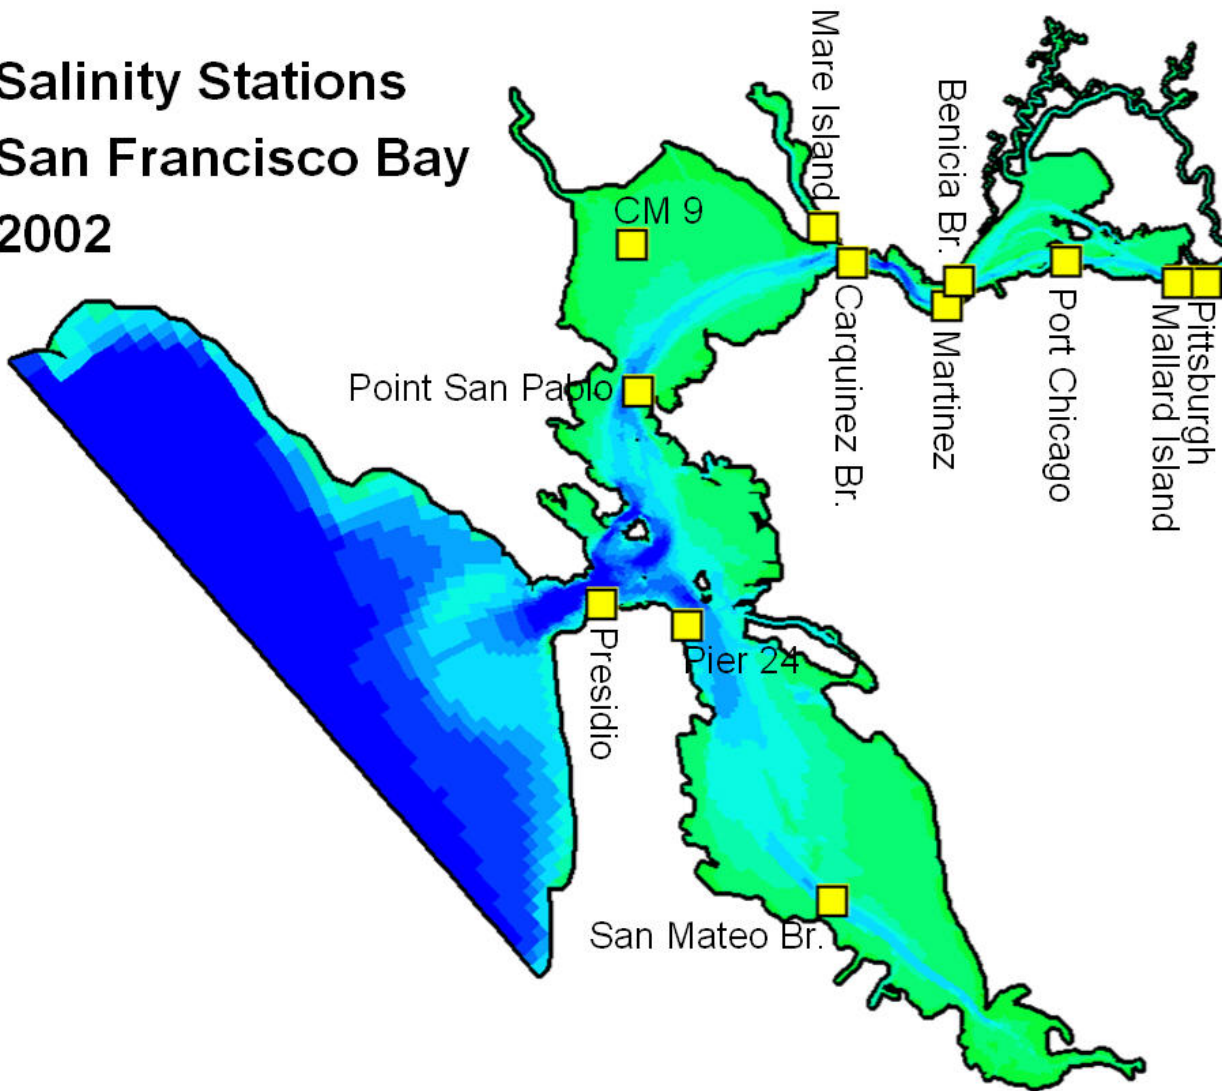 Salinity Stations
San Francisco Bay
2002
Mare Island
Benicia Br.
CM 9
Carquinez Br.
Martinez
Port Chicago
Mallard Island
Pittsburgh
Point San Pablo
Presidio
Pier 24
San Mateo Br.